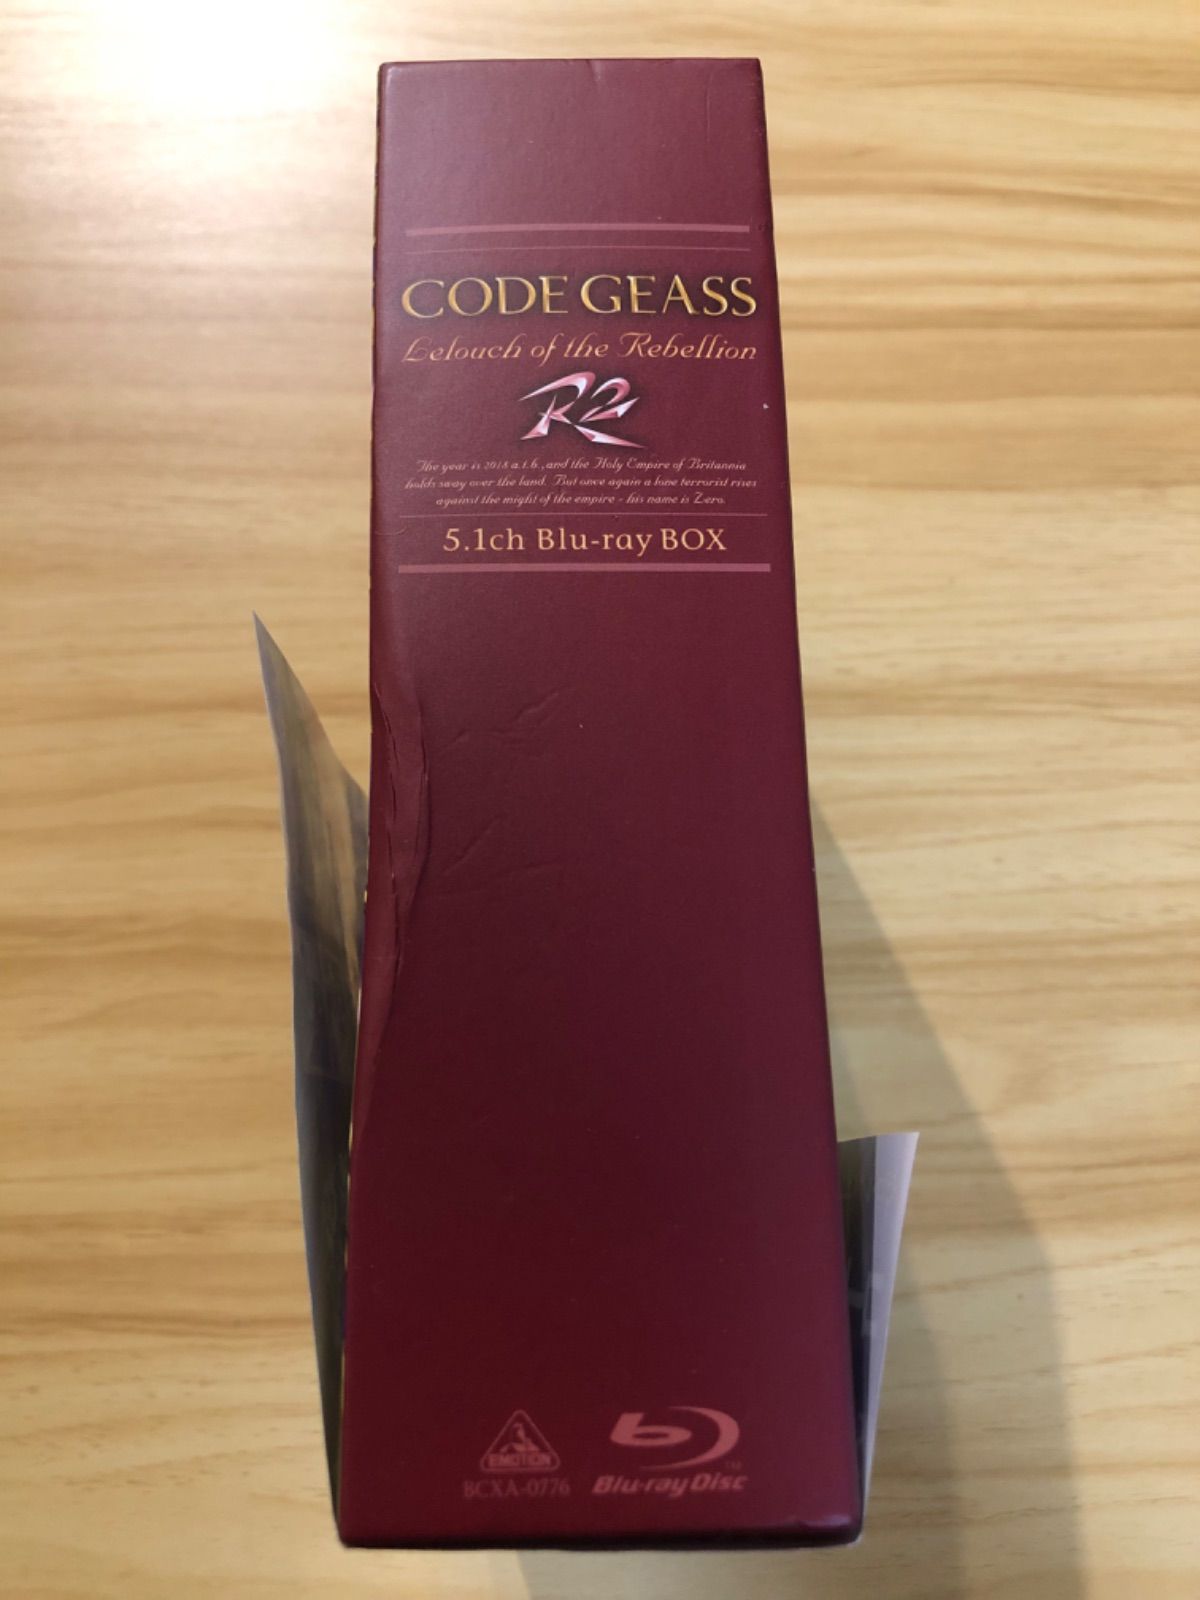 CODE GEASS
Lelouch of the Rebellion
R2
The year is 2018 a.t.b., and the Holy Empire of Britannia
holds sway over the land. But once again a lone terrorist rises
against the might of the empire - his name is Zero.
5.1ch Blu-ray BOX
EMOTION
BCXA-0776
Blu-ray Disc
TM